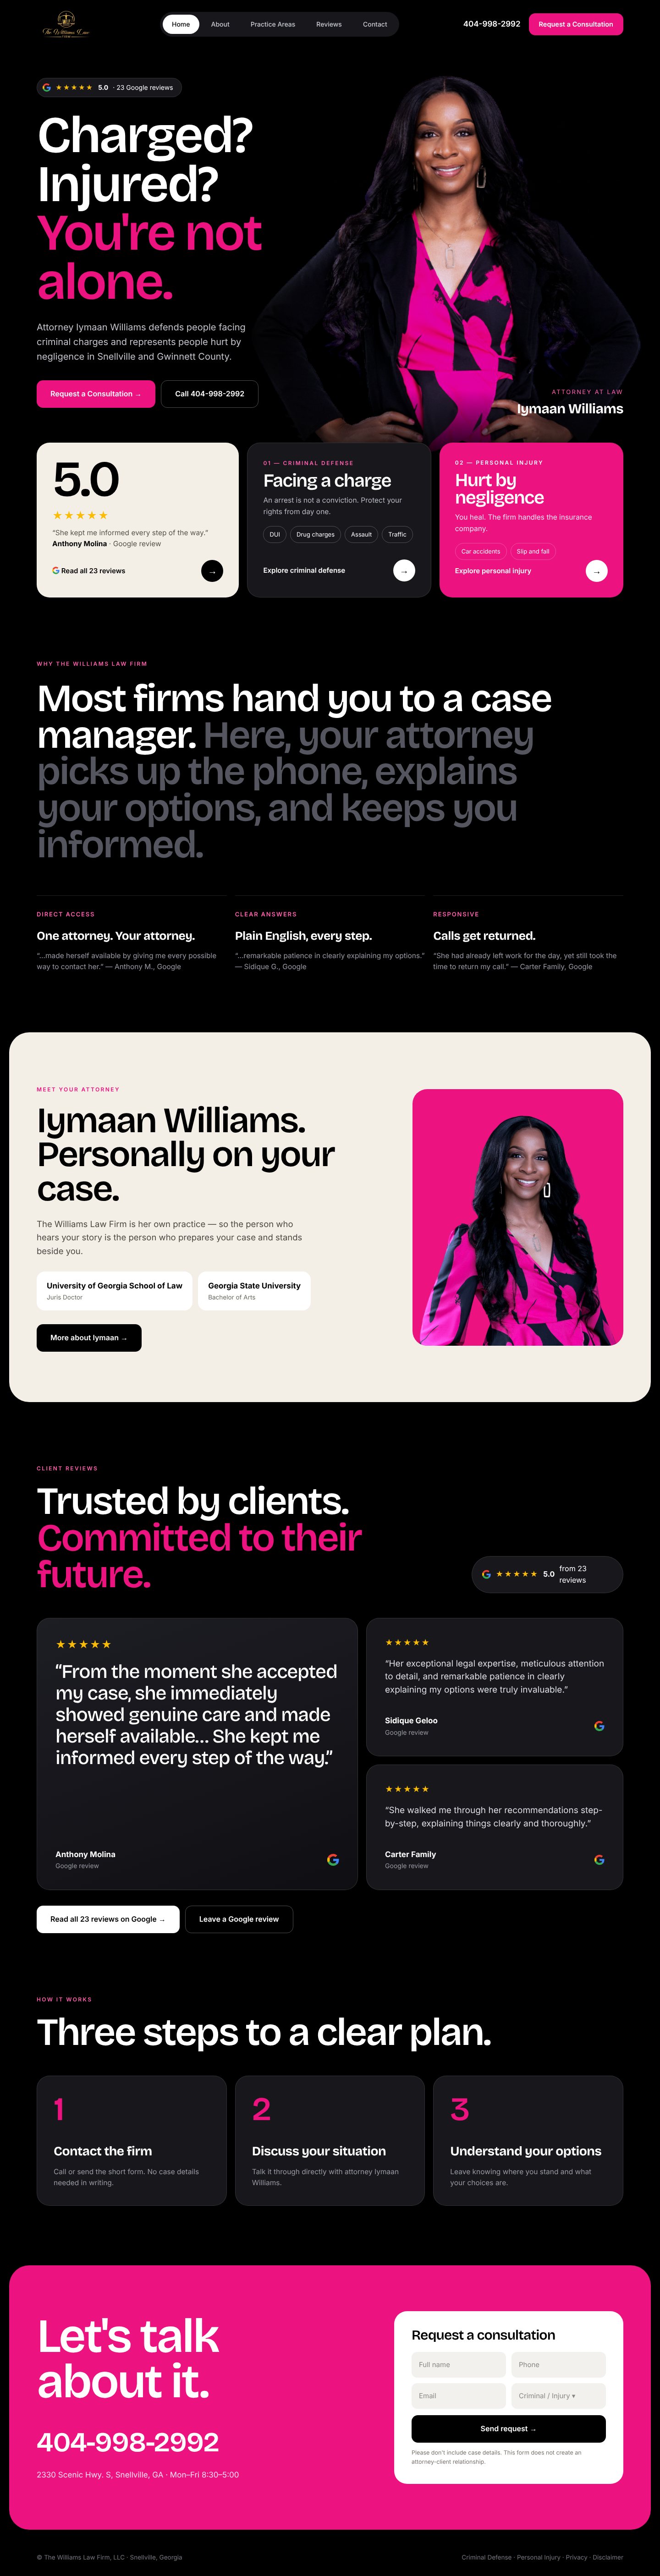 The Williams Law
Home
About
Practice Areas
Reviews
Contact
404-998-2992
Request a Consultation
★★★★★ 5.0 · 23 Google reviews
Charged?
Injured?
You're not
alone.
Attorney Iymaan Williams defends people facing
criminal charges and represents people hurt by
negligence in Snellville and Gwinnett County.
Request a Consultation →
Call 404-998-2992
ATTORNEY AT LAW
Iymaan Williams
5.0
★★★★★
“She kept me informed every step of the way.”
Anthony Molina · Google review
Read all 23 reviews
→
01 — CRIMINAL DEFENSE
Facing a charge
An arrest is not a conviction. Protect your
rights from day one.
DUI
Drug charges
Assault
Traffic
Explore criminal defense
→
02 — PERSONAL INJURY
Hurt by
negligence
You heal. The firm handles the insurance
company.
Car accidents
Slip and fall
Explore personal injury
→
WHY THE WILLIAMS LAW FIRM
Most firms hand you to a case
manager. Here, your attorney
picks up the phone, explains
your options, and keeps you
informed.
DIRECT ACCESS
One attorney. Your attorney.
“...made herself available by giving me every possible
way to contact her.” — Anthony M., Google
CLEAR ANSWERS
Plain English, every step.
“...remarkable patience in clearly explaining my options.”
— Sidique G., Google
RESPONSIVE
Calls get returned.
“She had already left work for the day, yet still took the
time to return my call.” — Carter Family, Google
MEET YOUR ATTORNEY
Iymaan Williams.
Personally on your
case.
The Williams Law Firm is her own practice — so the person who
hears your story is the person who prepares your case and stands
beside you.
University of Georgia School of Law
Juris Doctor
Georgia State University
Bachelor of Arts
More about Iymaan →
CLIENT REVIEWS
Trusted by clients.
Committed to their
future.
★★★★★ 5.0 from 23
reviews
★★★★★
“From the moment she accepted
my case, she immediately
showed genuine care and made
herself available... She kept me
informed every step of the way.”
Anthony Molina
Google review
★★★★★
“Her exceptional legal expertise, meticulous attention
to detail, and remarkable patience in clearly
explaining my options were truly invaluable.”
Sidique Geloo
Google review
★★★★★
“She walked me through her recommendations step-
by-step, explaining things clearly and thoroughly.”
Carter Family
Google review
Read all 23 reviews on Google →
Leave a Google review
HOW IT WORKS
Three steps to a clear plan.
1
Contact the firm
Call or send the short form. No case details
needed in writing.
2
Discuss your situation
Talk it through directly with attorney Iymaan
Williams.
3
Understand your options
Leave knowing where you stand and what
your choices are.
Let's talk
about it.
404-998-2992
2330 Scenic Hwy. S, Snellville, GA · Mon–Fri 8:30–5:00
Request a consultation
Full name
Phone
Email
Criminal / Injury ▾
Send request →
Please don't include case details. This form does not create an
attorney-client relationship.
© The Williams Law Firm, LLC · Snellville, Georgia
Criminal Defense · Personal Injury · Privacy · Disclaimer